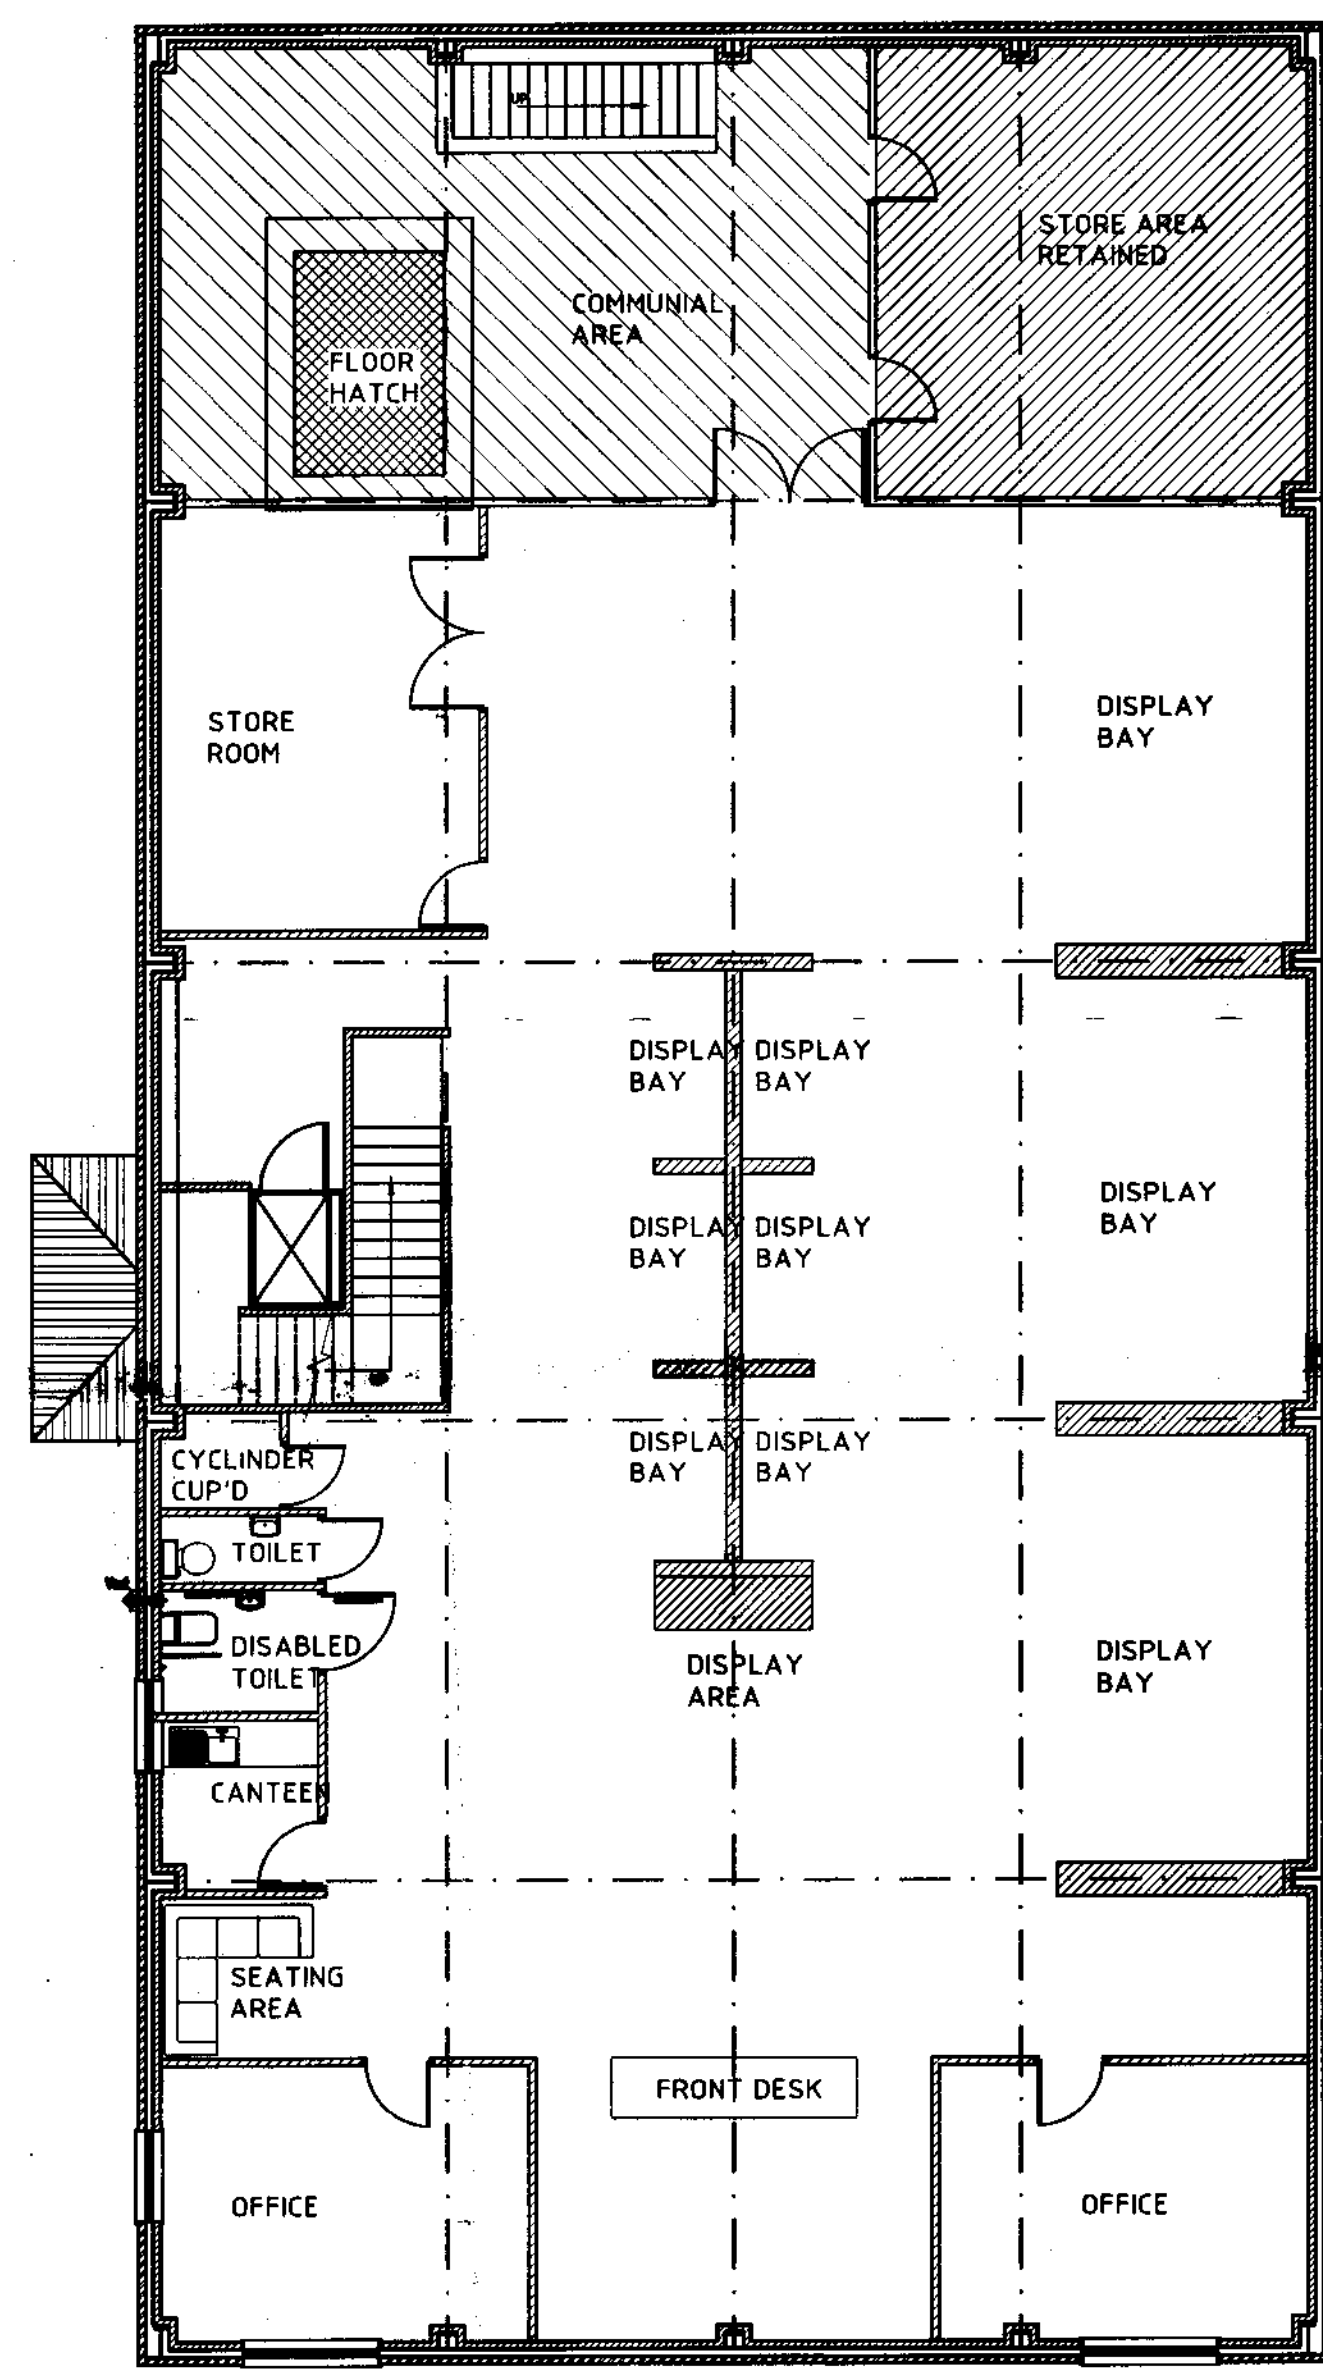 UP
STORE AREA
RETAINED
COMMUNIAL
AREA
FLOOR
HATCH
STORE
ROOM
DISPLAY
BAY
DISPLAY
BAY
DISPLAY
BAY
DISPLAY
BAY
DISPLAY
BAY
DISPLAY
BAY
DISPLAY
BAY
DISPLAY
BAY
CYCLINDER
CUP'D
TOILET
DISABLED
TOILET
DISPLAY
AREA
DISPLAY
BAY
CANTEEN
SEATING
AREA
FRONT DESK
OFFICE
OFFICE